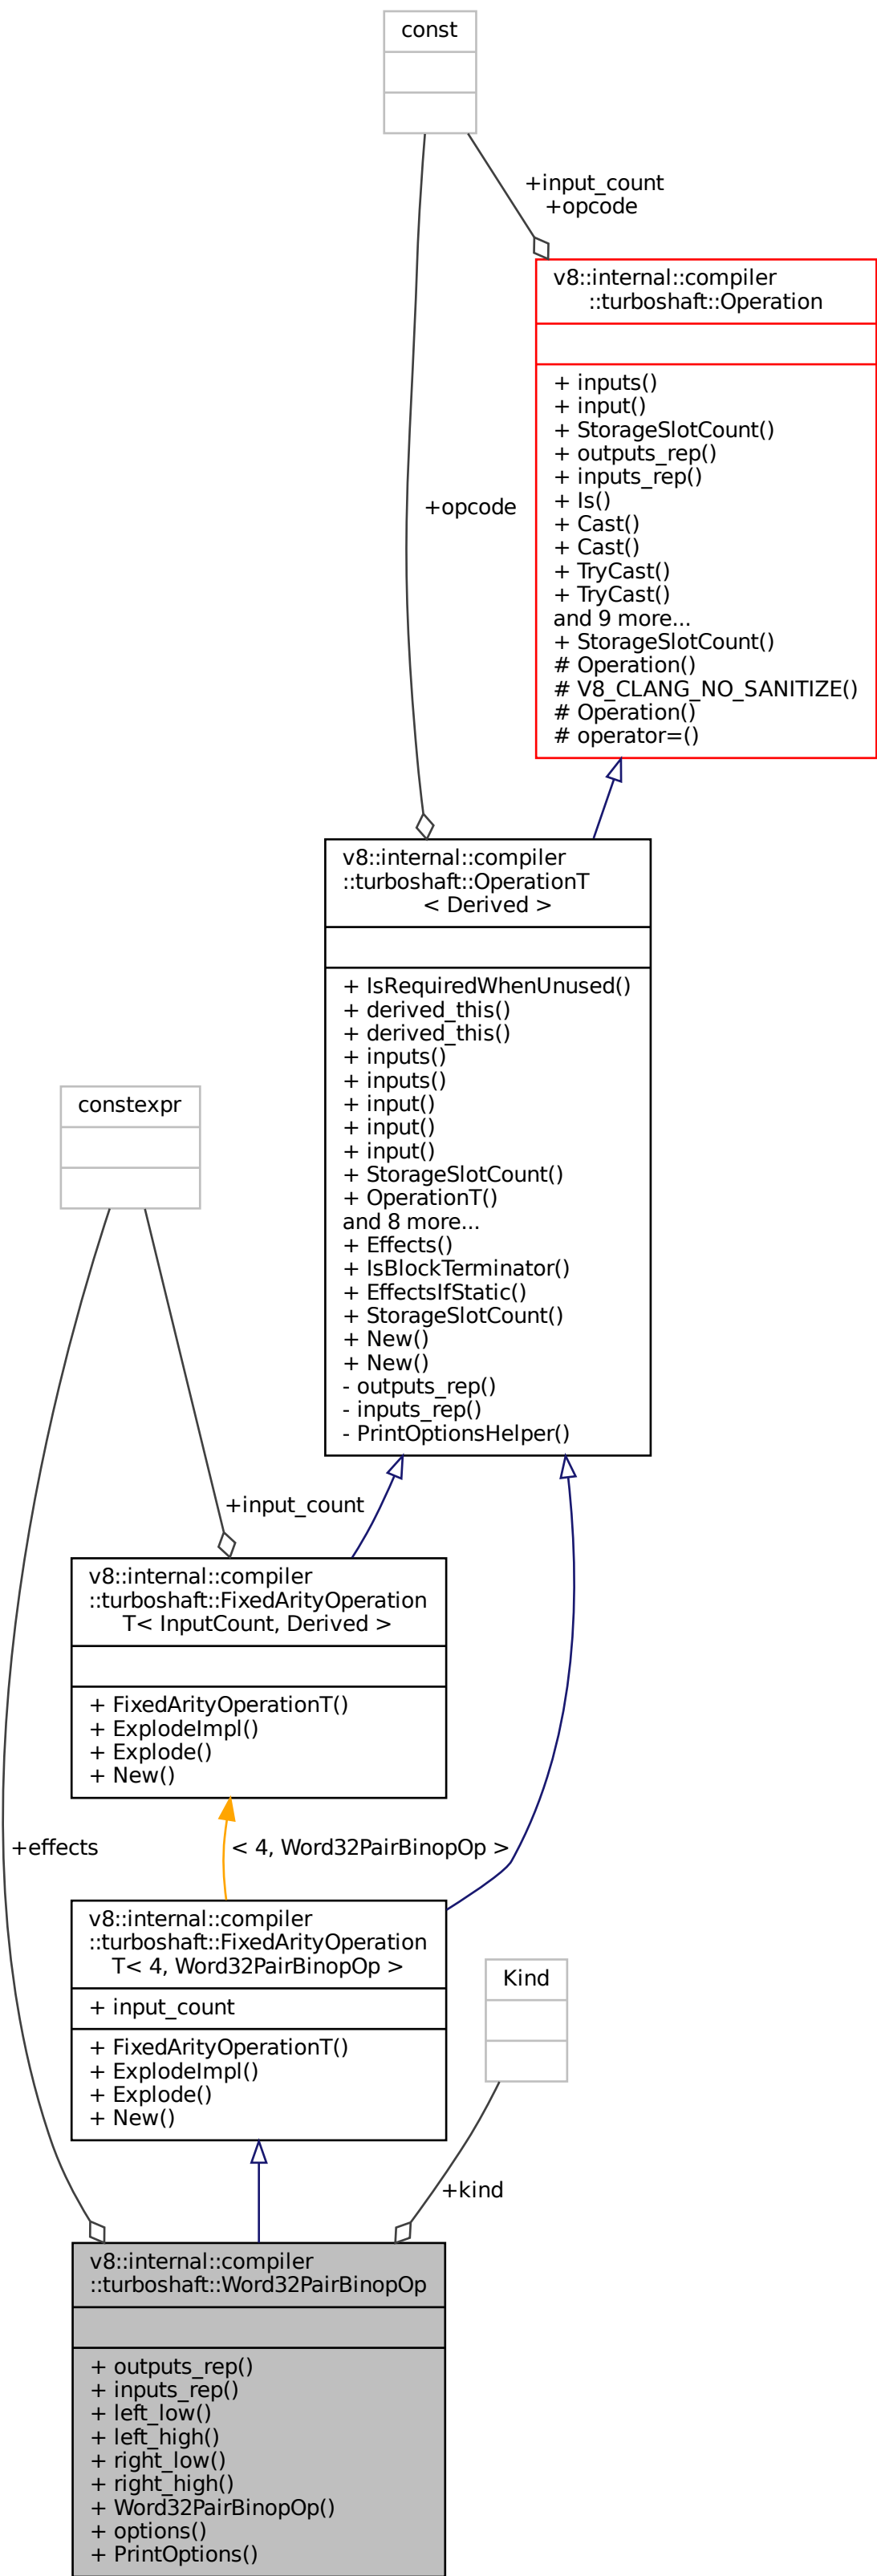 const
+input_count
+opcode
v8::internal::compiler
::turboshaft::Operation
+ inputs()
+ input()
+ StorageSlotCount()
+ outputs_rep()
+ inputs_rep()
+ Is()
+ Cast()
+ Cast()
+ TryCast()
+ TryCast()
and 9 more...
+ StorageSlotCount()
# Operation()
# V8_CLANG_NO_SANITIZE()
# Operation()
# operator=()
+opcode
v8::internal::compiler
::turboshaft::OperationT
< Derived >
+ IsRequiredWhenUnused()
+ derived_this()
+ derived_this()
+ inputs()
+ inputs()
+ input()
+ input()
+ input()
+ StorageSlotCount()
+ OperationT()
and 8 more...
+ Effects()
+ IsBlockTerminator()
+ EffectsIfStatic()
+ StorageSlotCount()
+ New()
+ New()
- outputs_rep()
- inputs_rep()
- PrintOptionsHelper()
constexpr
+input_count
v8::internal::compiler
::turboshaft::FixedArityOperation
T< InputCount, Derived >
+ FixedArityOperationT()
+ ExplodeImpl()
+ Explode()
+ New()
+effects
< 4, Word32PairBinopOp >
v8::internal::compiler
::turboshaft::FixedArityOperation
T< 4, Word32PairBinopOp >
+ input_count
+ FixedArityOperationT()
+ ExplodeImpl()
+ Explode()
+ New()
Kind
+kind
v8::internal::compiler
::turboshaft::Word32PairBinopOp
+ outputs_rep()
+ inputs_rep()
+ left_low()
+ left_high()
+ right_low()
+ right_high()
+ Word32PairBinopOp()
+ options()
+ PrintOptions()